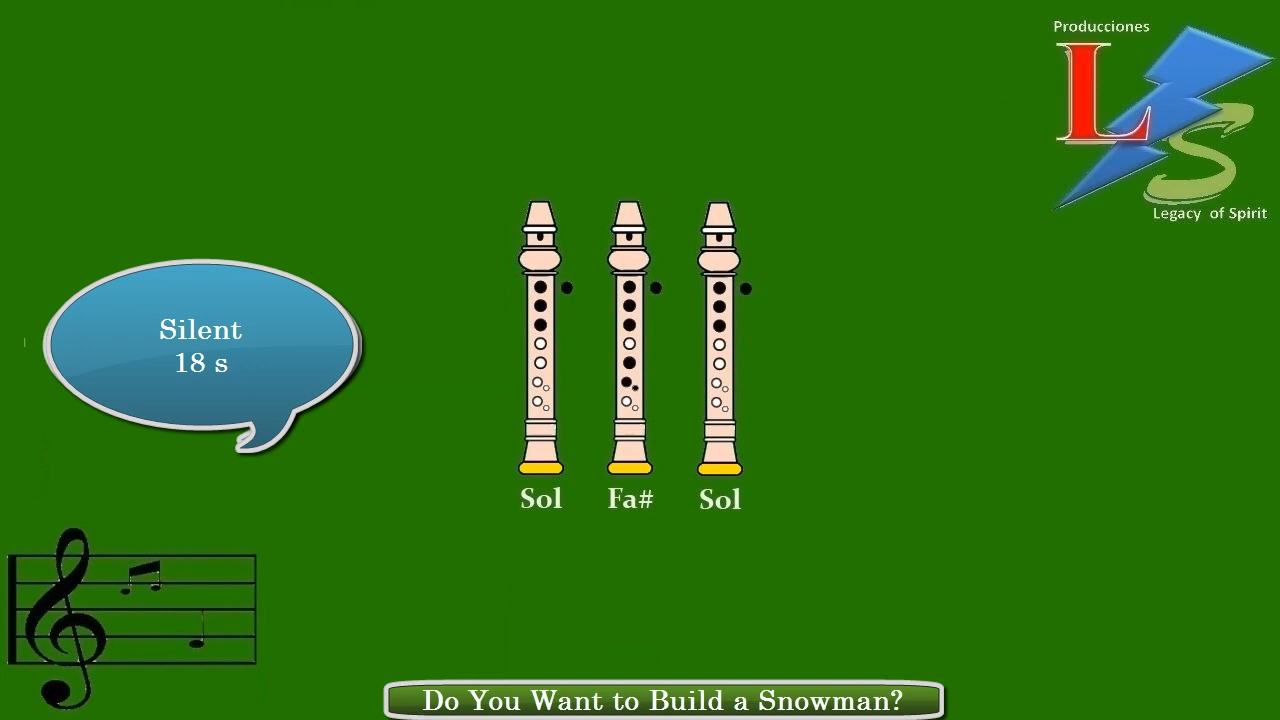 Producciones
L
S
Legacy of Spirit
Silent
18 s
Sol Fa# Sol
Do You Want to Build a Snowman?